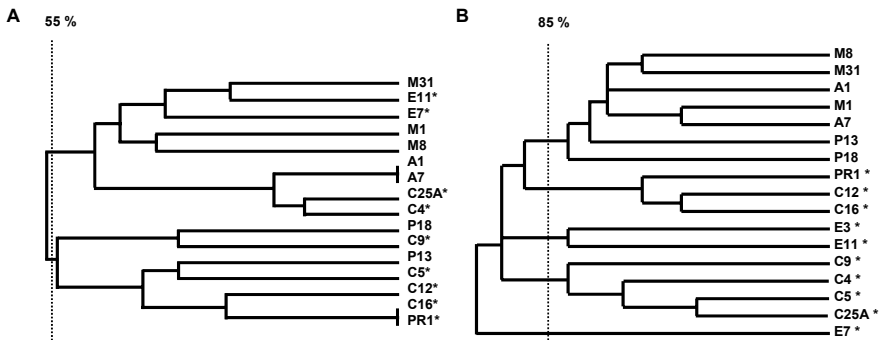 A
55 %
M31
E11*
E7*
M1
M8
A1
A7
C25A*
C4*
P18
C9*
P13
C5*
C12*
C16*
PR1*
B
85 %
M8
M31
A1
M1
A7
P13
P18
PR1 *
C12 *
C16 *
E3 *
E11 *
C9 *
C4 *
C5 *
C25A *
E7 *